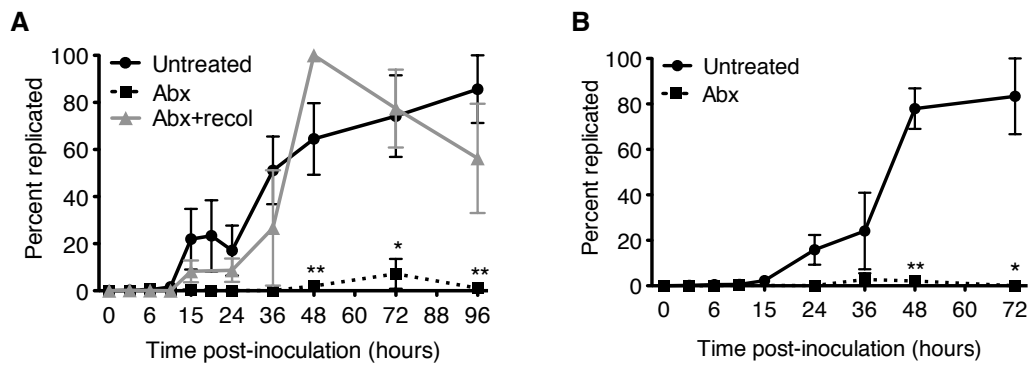 A
Percent replicated
100
80
60
40
20
0
Untreated
Abx
Abx+recol
**
*
**
0 6 15 24 36 48 60 72 88 96
Time post-inoculation (hours)
B
Percent replicated
100
80
60
40
20
0
Untreated
Abx
**
*
0 6 15 24 36 48 60 72
Time post-inoculation (hours)